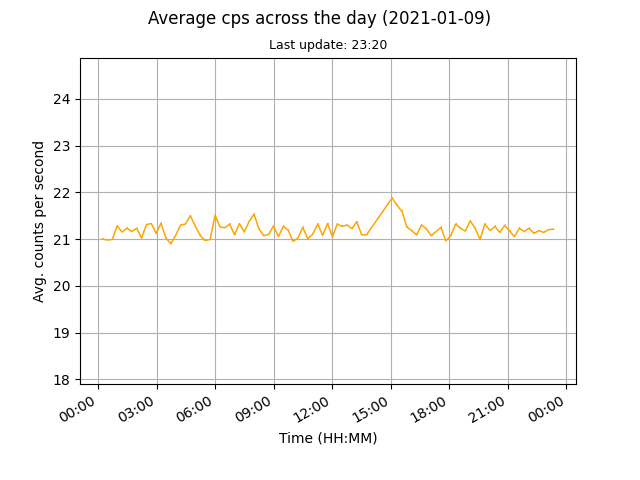 Average cps across the day (2021-01-09)
Last update: 23:20
24
23
22
21
20
19
18
Avg. counts per second
00:00 03:00 06:00 09:00 12:00 15:00 18:00 21:00 00:00
Time (HH:MM)